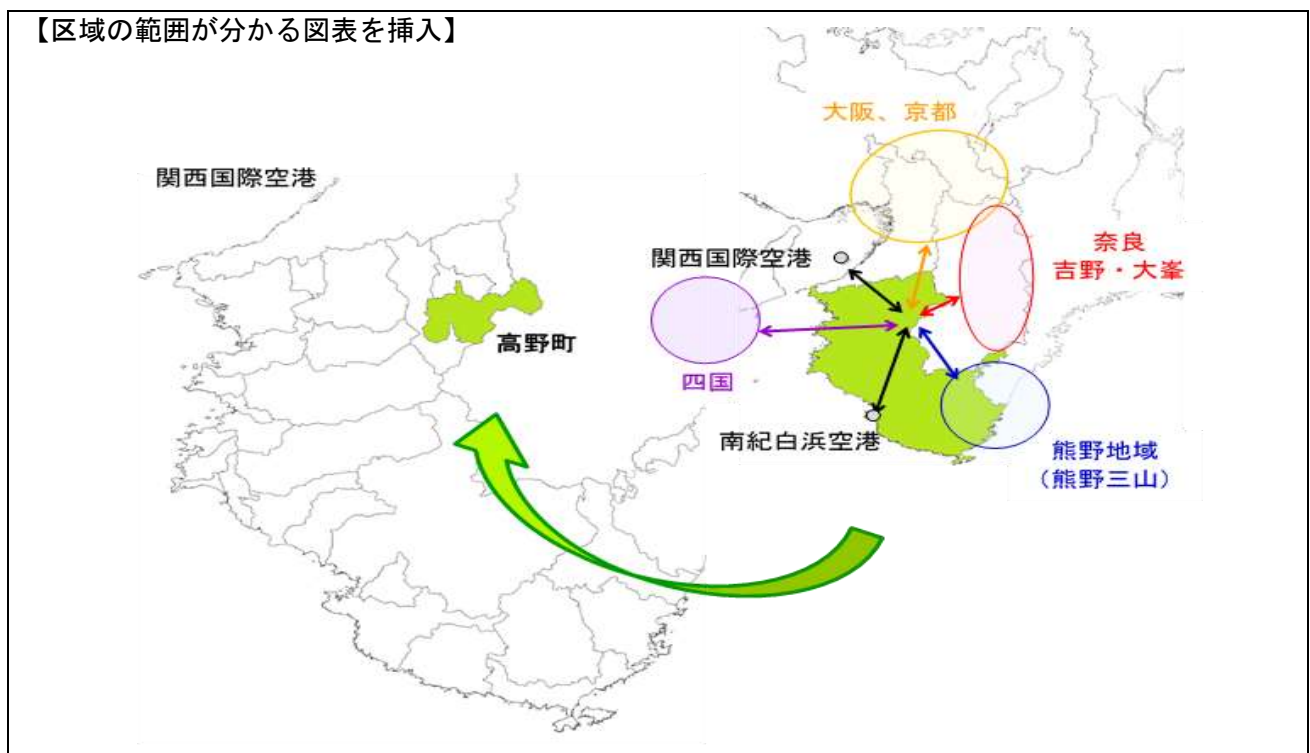 【区域の範囲が分かる図表を挿入】
大阪、京都
関西国際空港
奈良
吉野・大峯
関西国際空港
高野町
四国
南紀白浜空港
熊野地域
（熊野三山）